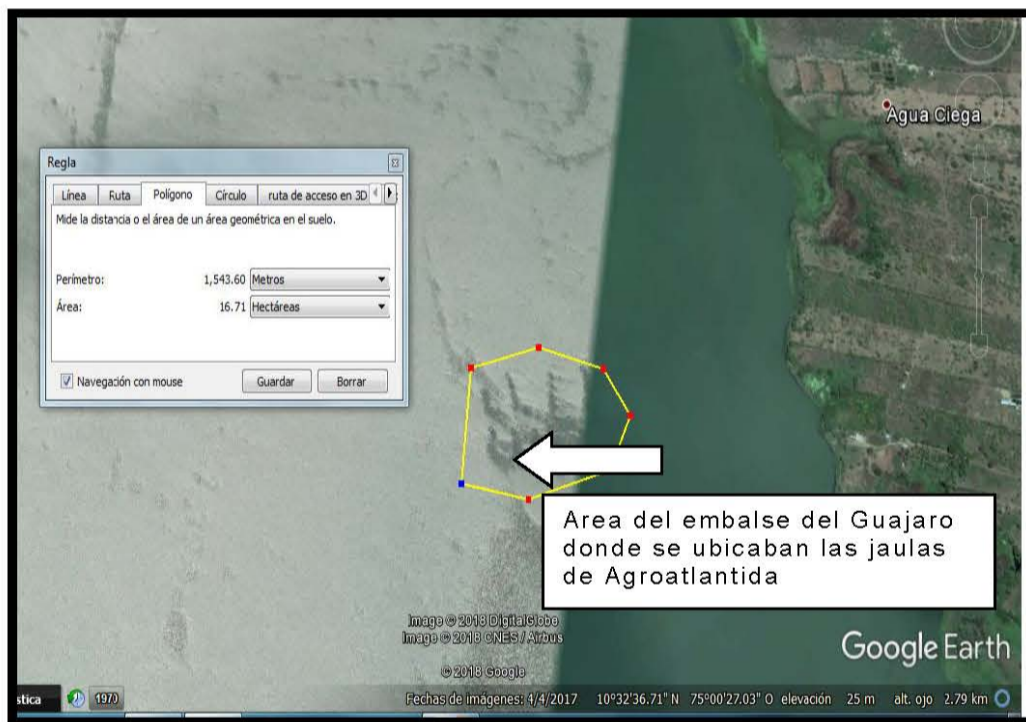 Agua Ciega
Regla
Línea Ruta Polígono Círculo ruta de acceso en 3D
Mide la distancia o el área de un área geométrica en el suelo.
Perímetro: 1,543.60 Metros
Área: 16.71 Hectáreas
Navegación con mouse Guardar Borrar
Area del embalse del Guajaro
donde se ubicaban las jaulas
de Agroatlantida
Image © 2018 DigitalGlobe
Image © 2018 CNES / Airbus
© 2018 Google
Google Earth
stica 1970 Fechas de imágenes: 4/4/2017 10°32'36.71" N 75°00'27.03" O elevación 25 m alt. ojo 2.79 km